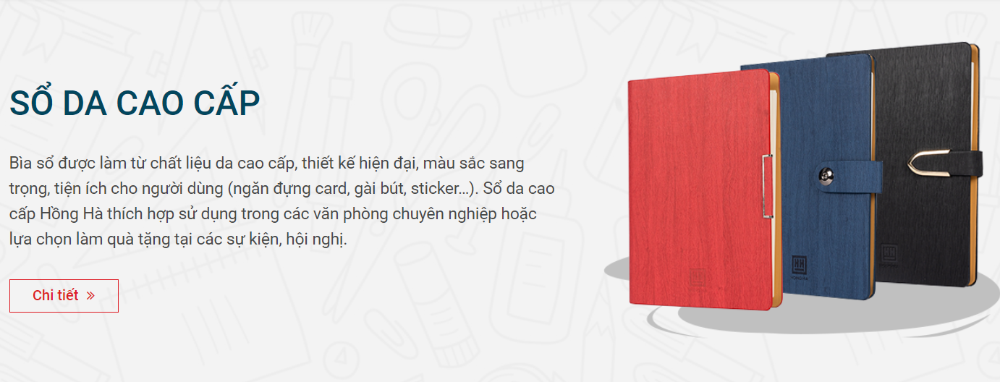 SỔ DA CAO CẤP
Bìa sổ được làm từ chất liệu da cao cấp, thiết kế hiện đại, màu sắc sang
trọng, tiện ích cho người dùng (ngăn đựng card, gài bút, sticker...). Sổ da cao
cấp Hồng Hà thích hợp sử dụng trong các văn phòng chuyên nghiệp hoặc
lựa chọn làm quà tặng tại các sự kiện, hội nghị.
Chi tiết »